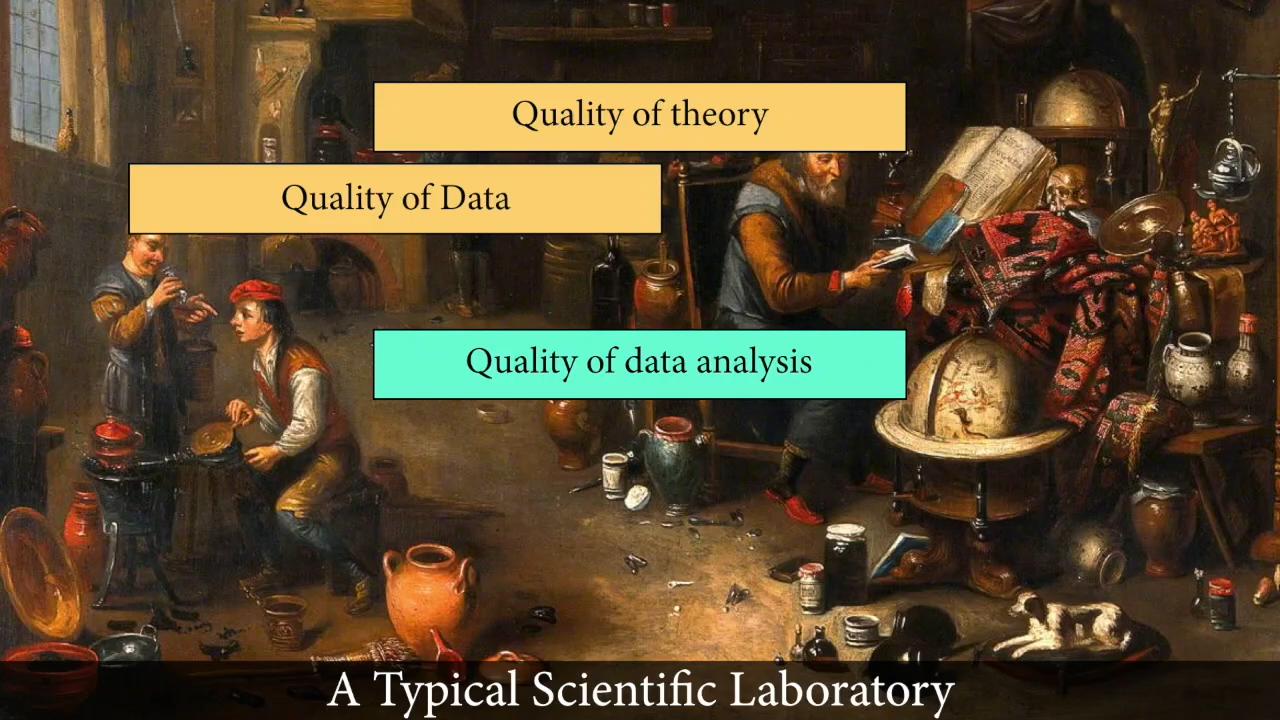 Quality of theory
Quality of Data
Quality of data analysis
A Typical Scientific Laboratory